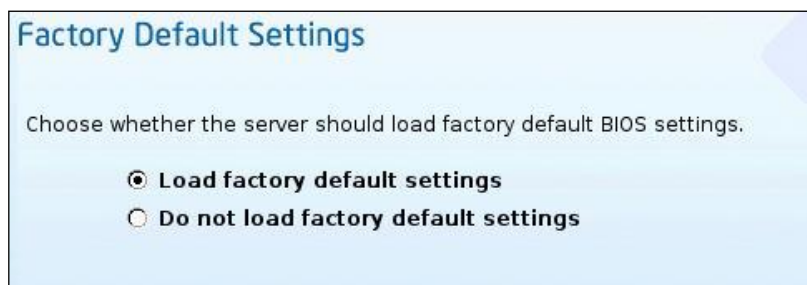 Factory Default Settings
Choose whether the server should load factory default BIOS settings.
Load factory default settings
Do not load factory default settings